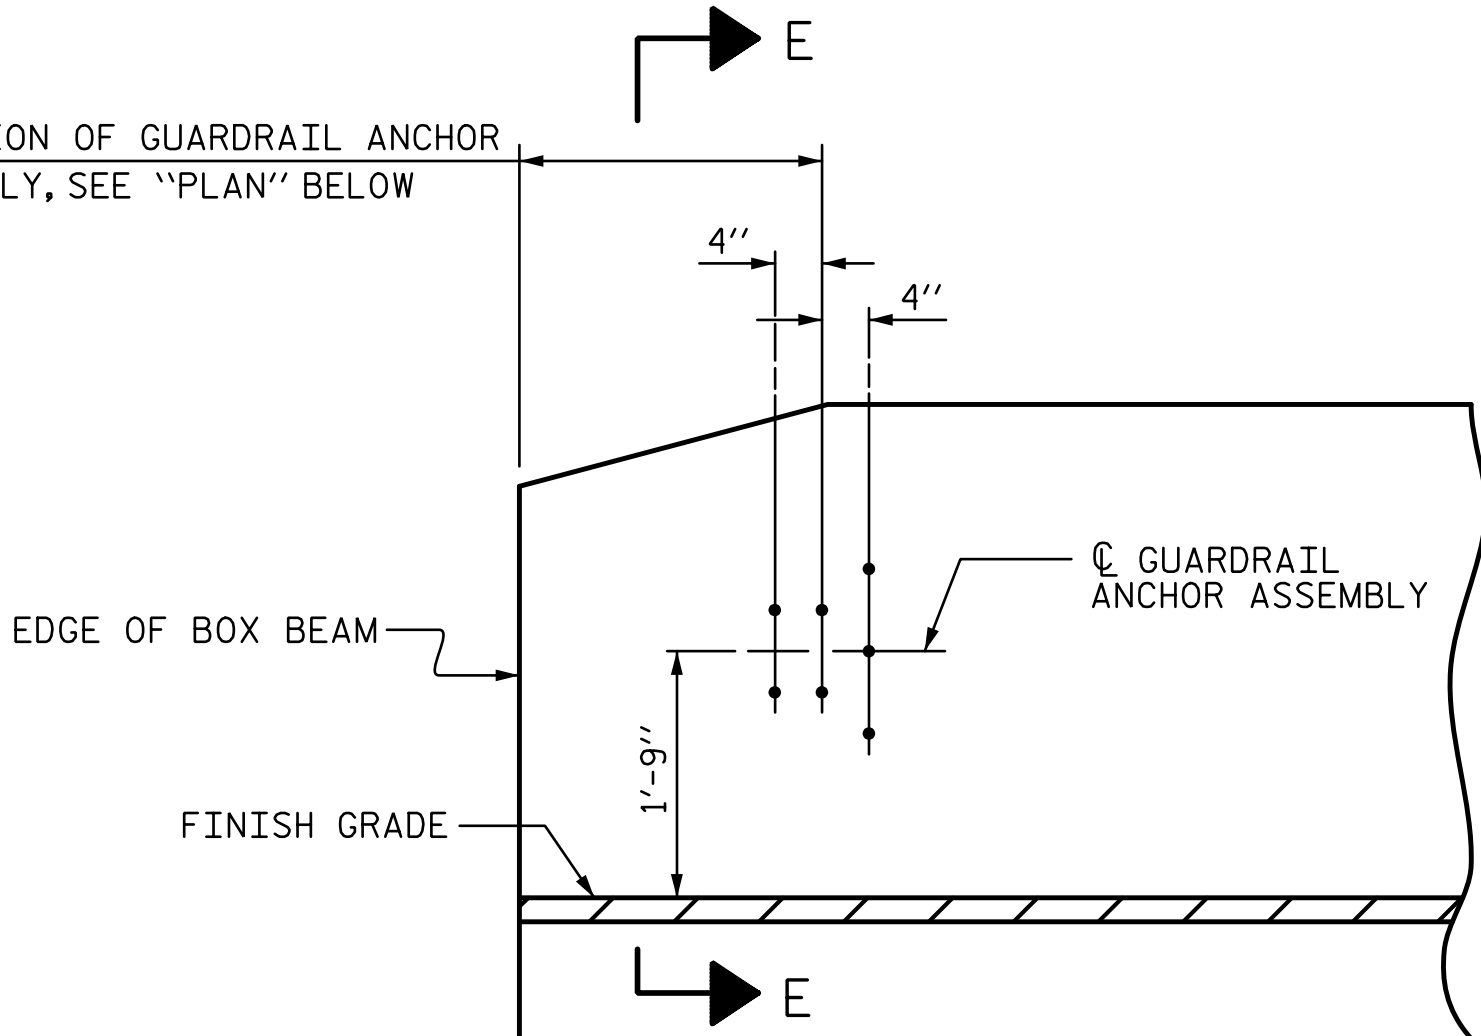 E
ION OF GUARDRAIL ANCHOR
LY, SEE "PLAN" BELOW
4"
4"
℄ GUARDRAIL
ANCHOR ASSEMBLY
EDGE OF BOX BEAM
1'-9"
FINISH GRADE
E